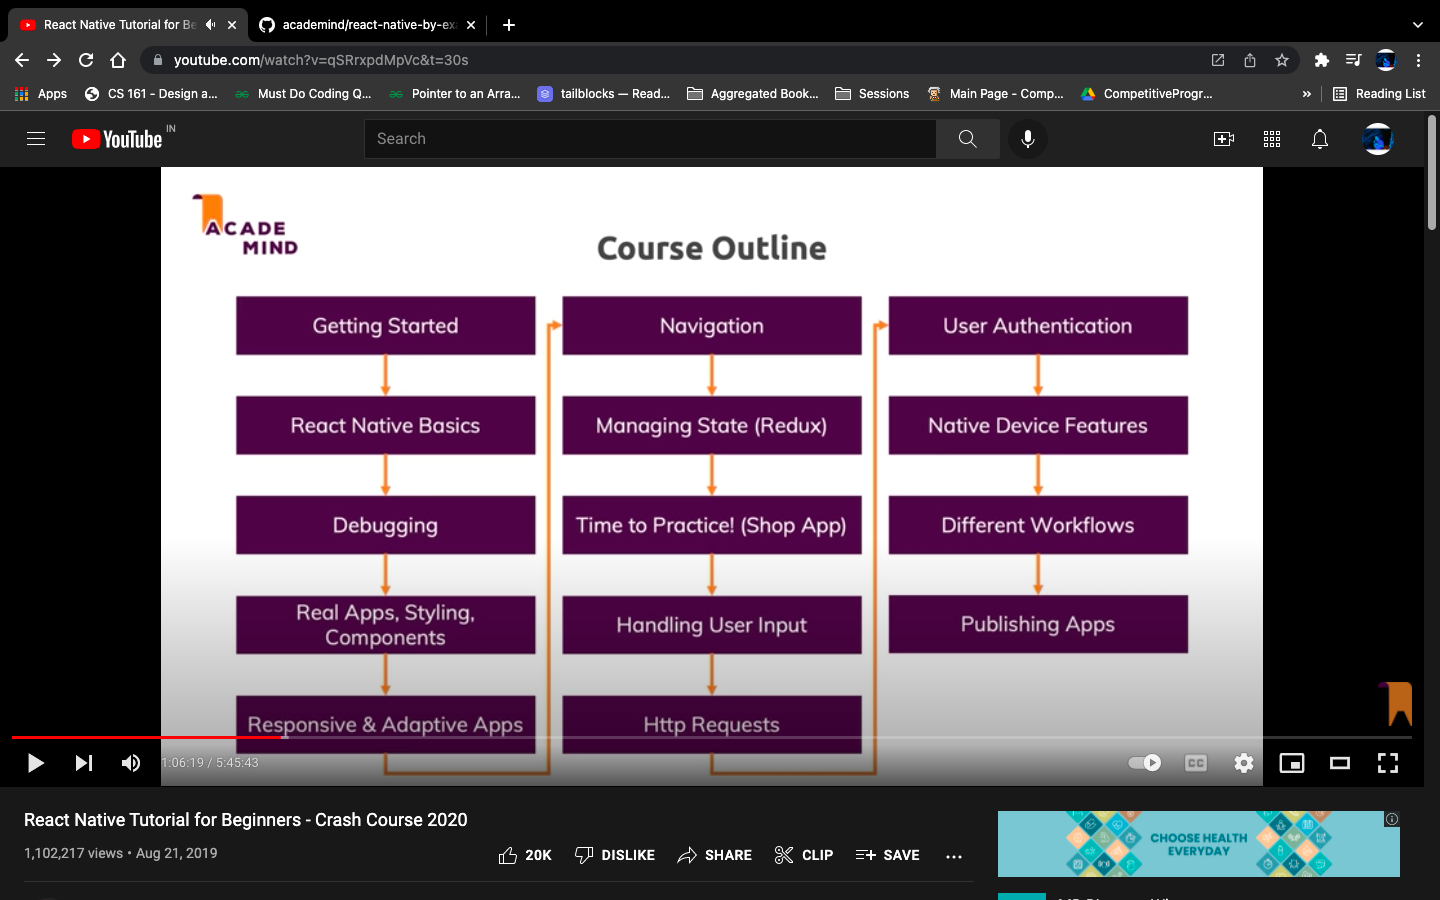 React Native Tutorial for Be
academind/react-native-by-ex
youtube.com/watch?v=qSRrxpdMpVc&t=30s
Apps
CS 161 - Design a...
Must Do Coding Q...
Pointer to an Arra...
tailblocks — Read...
Aggregated Book...
Sessions
Main Page - Comp...
CompetitiveProgr...
»
Reading List
YouTube IN
Search
ACADE
MIND
Course Outline
Getting Started
Navigation
User Authentication
React Native Basics
Managing State (Redux)
Native Device Features
Debugging
Time to Practice! (Shop App)
Different Workflows
Real Apps, Styling,
Components
Handling User Input
Publishing Apps
Responsive & Adaptive Apps
Http Requests
1:06:19 / 5:45:43
CC
React Native Tutorial for Beginners - Crash Course 2020
1,102,217 views • Aug 21, 2019
20K
DISLIKE
SHARE
CLIP
SAVE
CHOOSE HEALTH
EVERYDAY